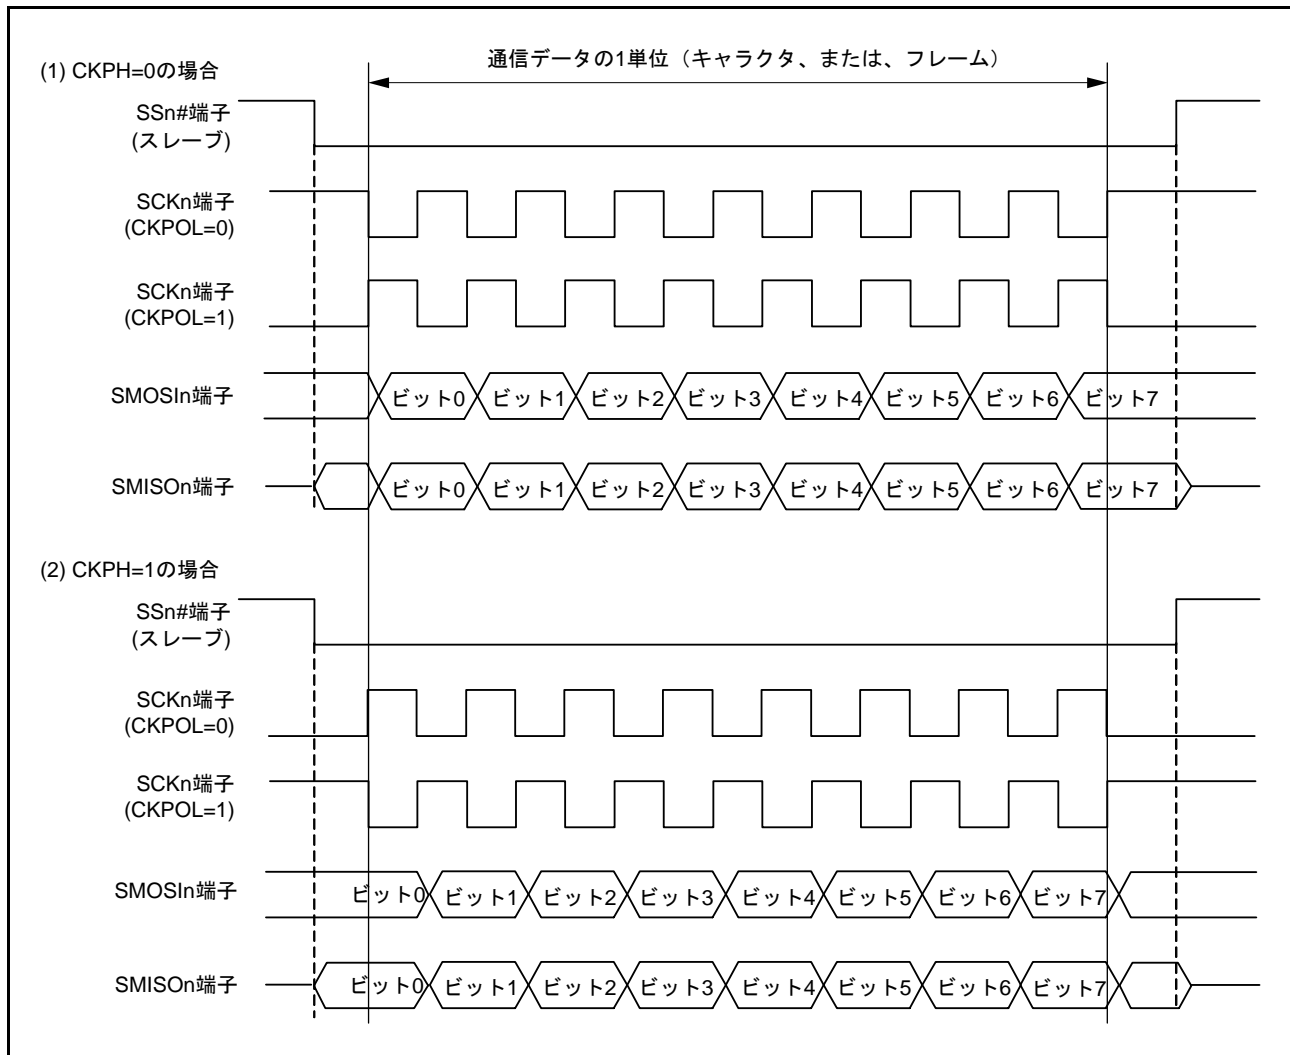 通信データの1単位（キャラクタ、または、フレーム）
(1) CKPH=0の場合
SSn#端子
(スレーブ)
SCKn端子
(CKPOL=0)
SCKn端子
(CKPOL=1)
SMOSIn端子
ビット0 ビット1 ビット2 ビット3 ビット4 ビット5 ビット6 ビット7
SMISOn端子
ビット0 ビット1 ビット2 ビット3 ビット4 ビット5 ビット6 ビット7
(2) CKPH=1の場合
SSn#端子
(スレーブ)
SCKn端子
(CKPOL=0)
SCKn端子
(CKPOL=1)
SMOSIn端子
ビット0 ビット1 ビット2 ビット3 ビット4 ビット5 ビット6 ビット7
SMISOn端子
ビット0 ビット1 ビット2 ビット3 ビット4 ビット5 ビット6 ビット7